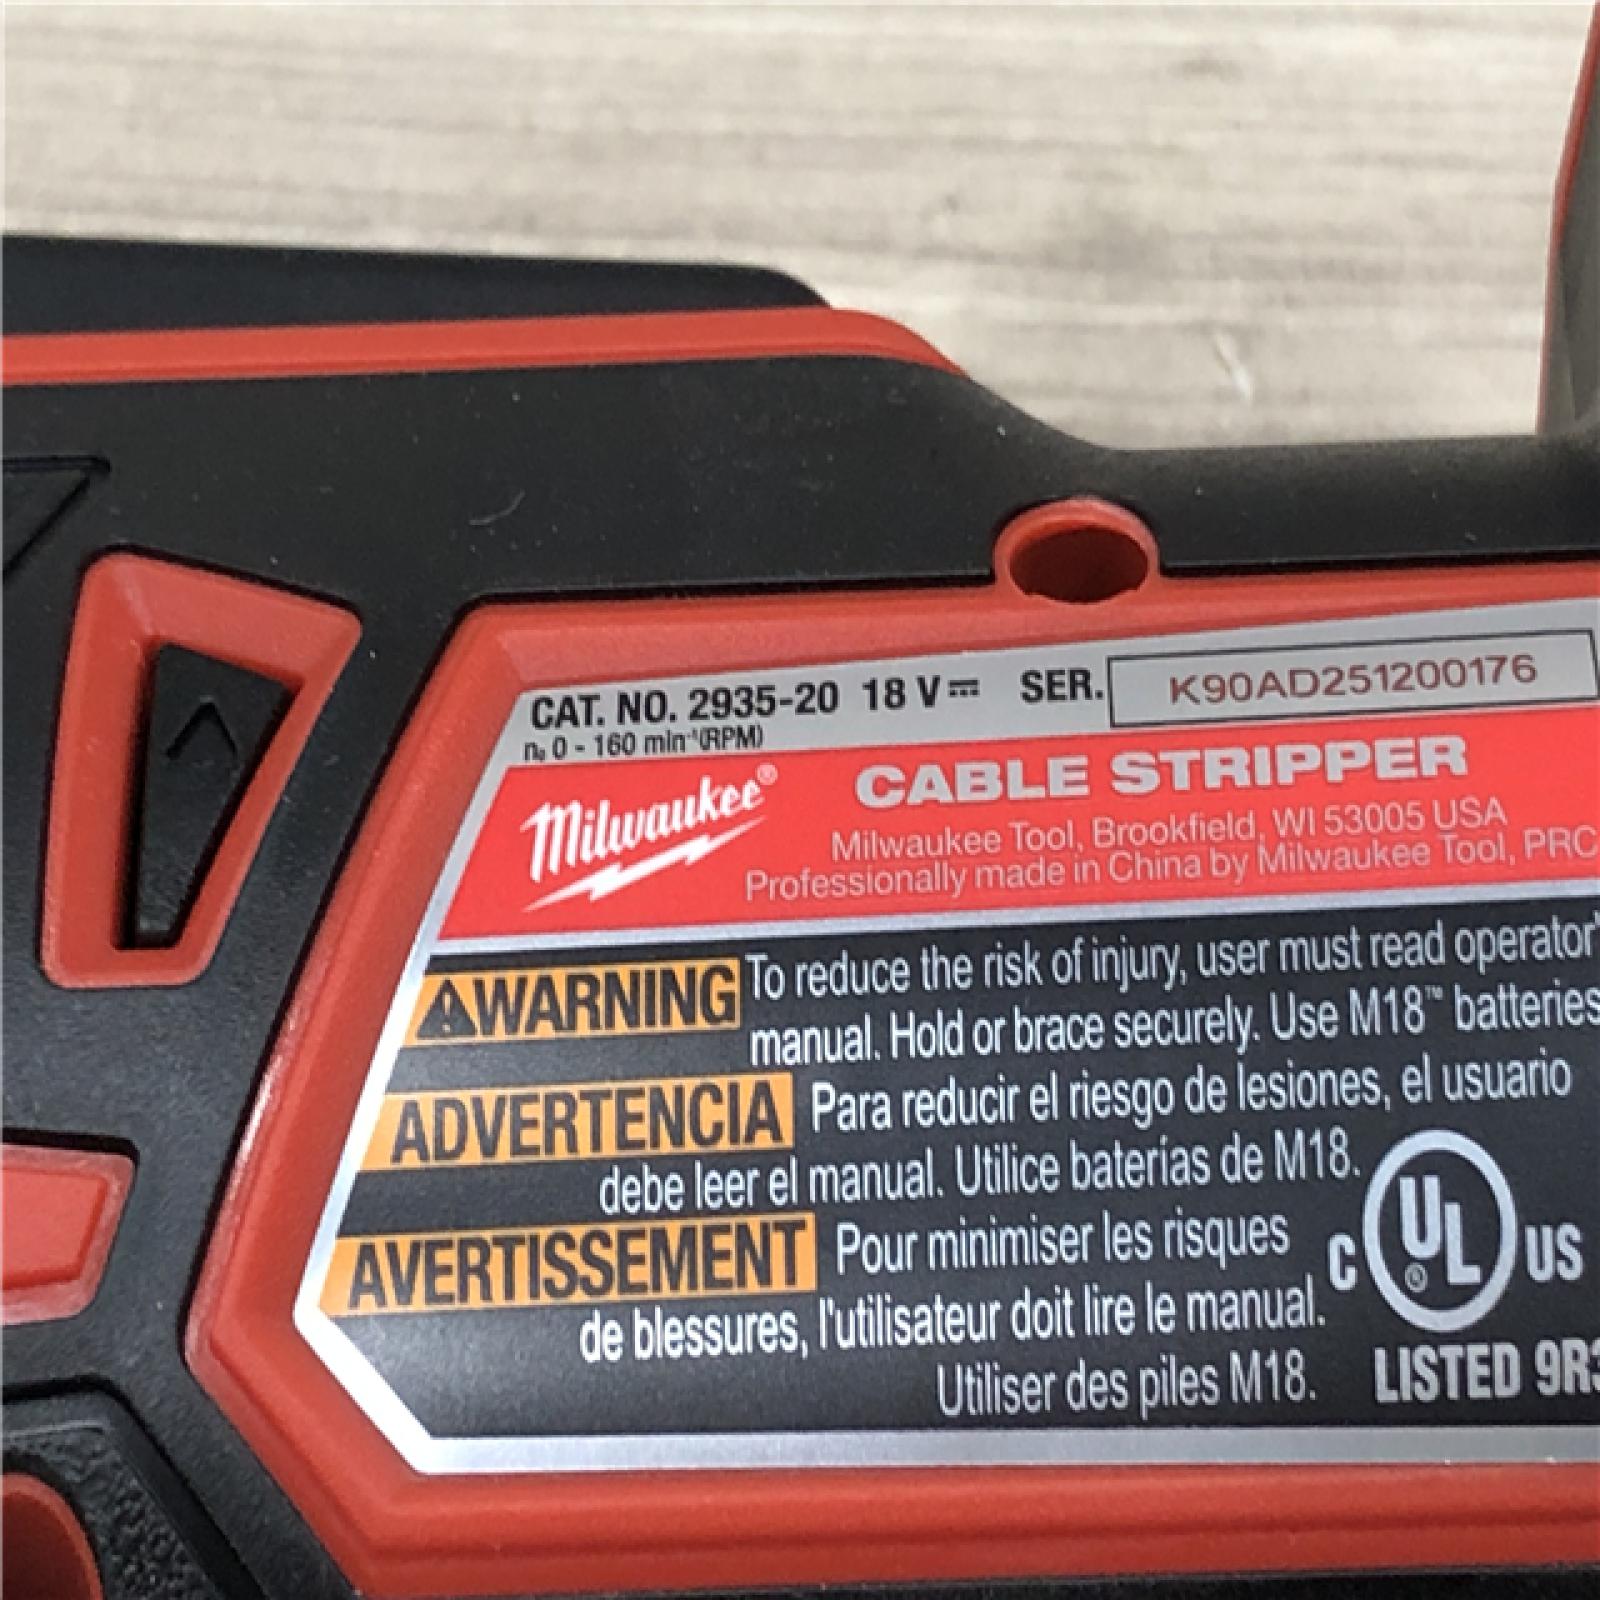 CAT. NO. 2935-20 18 V⎓ SER. K90AD251200176
n₀ 0 - 160 min⁻¹(RPM)
Milwaukee®
CABLE STRIPPER
Milwaukee Tool, Brookfield, WI 53005 USA
Professionally made in China by Milwaukee Tool, PRC
⚠WARNING To reduce the risk of injury, user must read operator'
manual. Hold or brace securely. Use M18™ batteries
ADVERTENCIA Para reducir el riesgo de lesiones, el usuario
debe leer el manual. Utilice baterías de M18.
AVERTISSEMENT Pour minimiser les risques
de blessures, l'utilisateur doit lire le manual.
Utiliser des piles M18.
C UL® US
LISTED 9R3